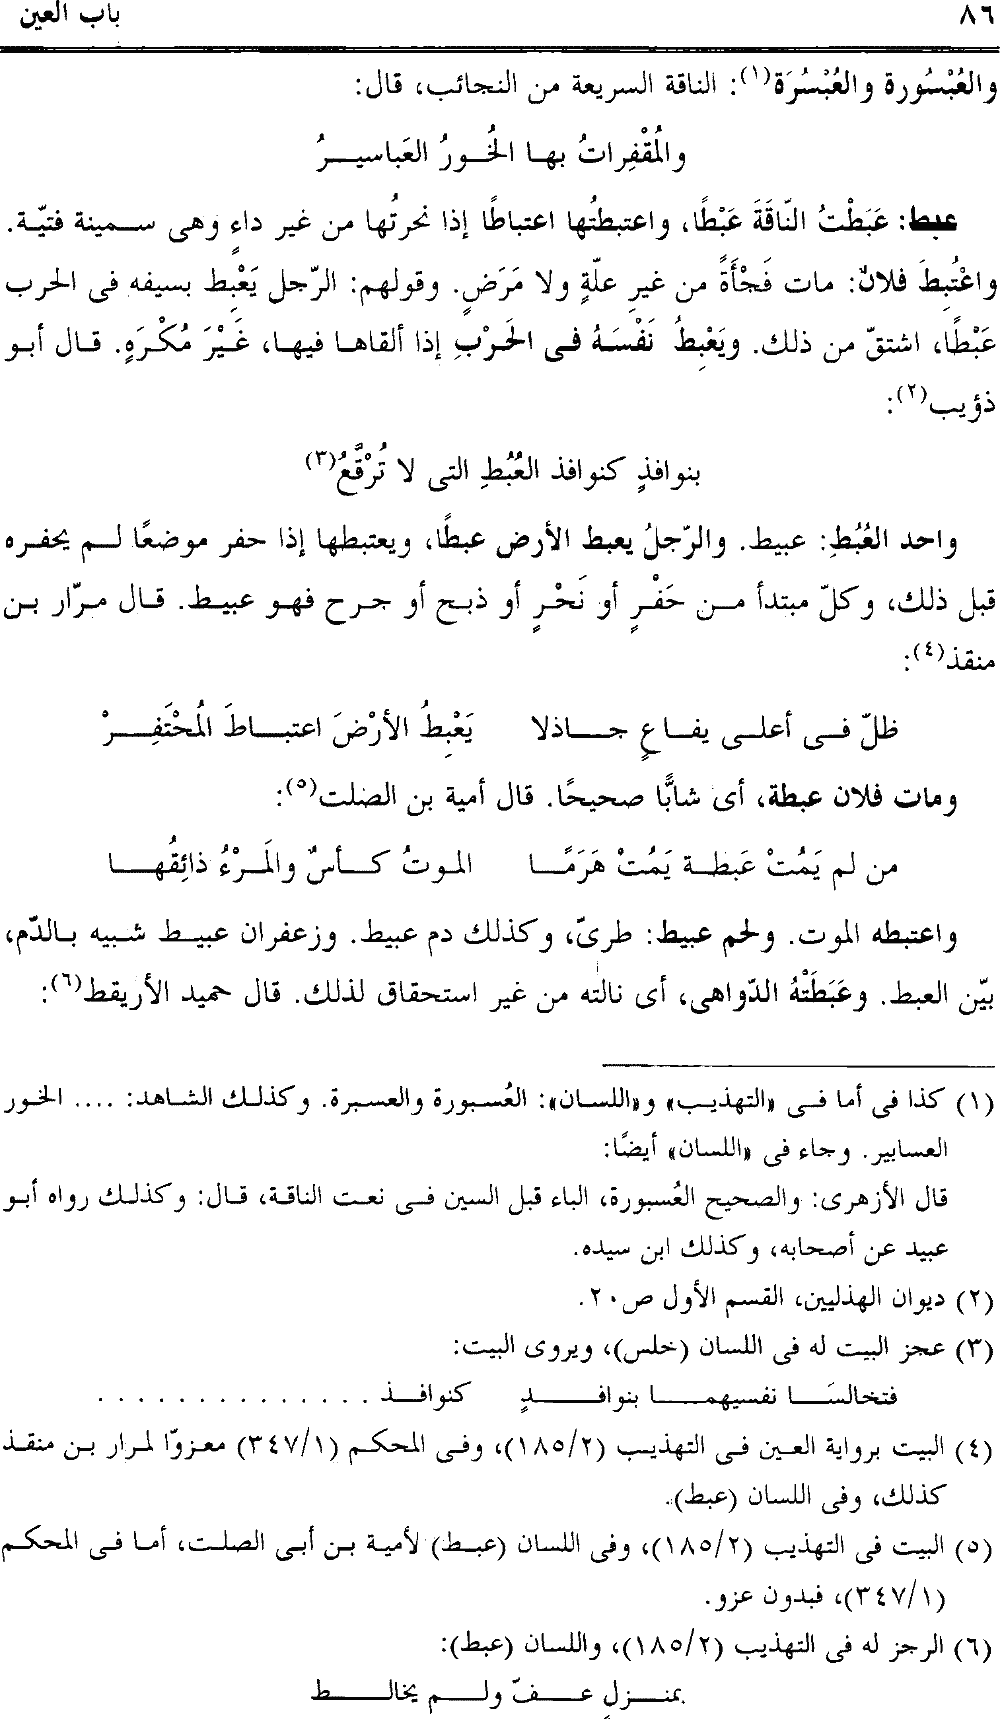 ٨٦ باب العين
والعُبْسُورة والعُبْسُرَة(١): الناقة السريعة من النجائب، قال:
والمُقْفِراتُ بها الخُورُ العَباسيرُ
عبط: عَبَطْتُ النّاقَةَ عَبْطًا، واعتبطتُها اعتباطًا إذا نحرتُها من غير داءٍ وهى سمينة فتيّة.
واعْتُبِطَ فلانٌ: مات فَجْأَةً من غيرِ علّةٍ ولا مَرَضٍ. وقولهم: الرّجل يَعْبِط بسيفه فى الحرب
عَبْطًا، اشتقّ من ذلك. ويَعْبِطُ نَفْسَهُ فى الحَرْبِ إذا ألقاها فيها، غَيْرَ مُكْرَهٍ. قال أبو
ذؤيب(٢):
بنوافذٍ كنوافذ العُبُطِ التى لا تُرْقَّعُ(٣)
واحد العُبُطِ: عبيط. والرّجلُ يعبط الأرض عبطًا، ويعتبطها إذا حفر موضعًا لم يحفره
قبل ذلك، وكلّ مبتدأ من حَفْرٍ أو نَحْرٍ أو ذبح أو جرح فهو عبيط. قال مرّار بن
منقذ(٤):
ظلّ فى أعلى يفاعٍ جاذلا يَعْبِطُ الأرْضَ اعتباطَ المُحْتَفِرْ
ومات فلان عبطة، أى شابًّا صحيحًا. قال أمية بن الصلت(٥):
من لم يَمُتْ عَبطة يَمُتْ هَرَمًا الموتُ كأسٌ والمَرْءُ ذائِقُها
واعتبطه الموت. ولحم عبيط: طرىّ، وكذلك دم عبيط. وزعفران عبيط شبيه بالدّم،
بيّن العبط. وعَبَطَتْهُ الدّواهى، أى نالته من غير استحقاق لذلك. قال حميد الأريقط(٦):
(١) كذا فى أما فى «التهذيب» و«اللسان»: العُسبورة والعسبرة. وكذلك الشاهد: .... الخور
العسابير. وجاء فى «اللسان» أيضًا:
قال الأزهرى: والصحيح العُسبورة، الباء قبل السين فى نعت الناقة، قال: وكذلك رواه أبو
عبيد عن أصحابه، وكذلك ابن سيده.
(٢) ديوان الهذليين، القسم الأول ص٢٠.
(٣) عجز البيت له فى اللسان (خلس)، ويروى البيت:
فتخالسَا نفسيهما بنوافذٍ كنوافذ . . . . . . . . . . . . . .
(٤) البيت برواية العين فى التهذيب (١٨٥/٢)، وفى المحكم (٣٤٧/١) معزوّا لمرار بن منقذ
كذلك، وفى اللسان (عبط).
(٥) البيت فى التهذيب (١٨٥/٢)، وفى اللسان (عبط) لأمية بن أبى الصلت، أما فى المحكم
(٣٤٧/١)، فبدون عزو.
(٦) الرجز له فى التهذيب (١٨٥/٢)، واللسان (عبط):
بمنزلٍ عفّ ولم يخالط